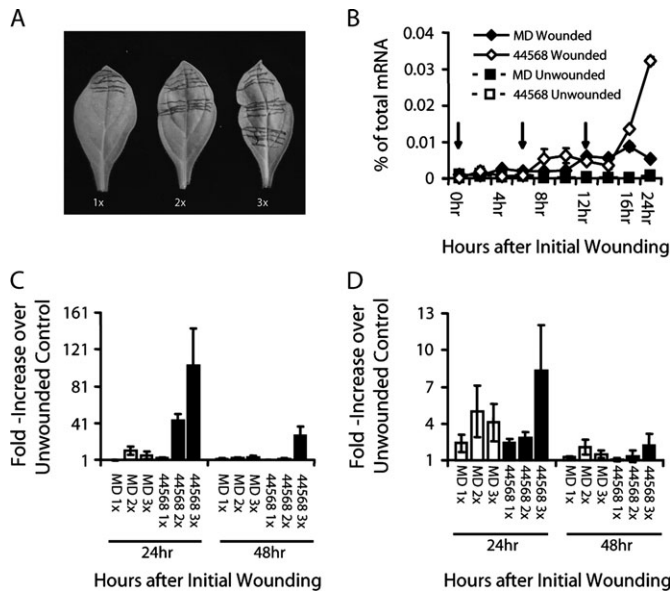 A
1x 2x 3x
B
MD Wounded
44568 Wounded
MD Unwounded
44568 Unwounded
% of total mRNA
0.04
0.03
0.02
0.01
0
0hr
4hr
8hr
12hr
16hr
24hr
Hours after Initial Wounding
C
Fold -Increase over
Unwounded Control
161
121
81
41
1
MD 1x
MD 2x
MD 3x
44568 1x
44568 2x
44568 3x
MD 1x
MD 2x
MD 3x
44568 1x
44568 2x
44568 3x
24hr 48hr
Hours after Initial Wounding
D
Fold -Increase over
Unwounded Control
13
10
7
4
1
MD 1x
MD 2x
MD 3x
44568 1x
44568 2x
44568 3x
MD 1x
MD 2x
MD 3x
44568 1x
44568 2x
44568 3x
24hr 48hr
Hours after Initial Wounding